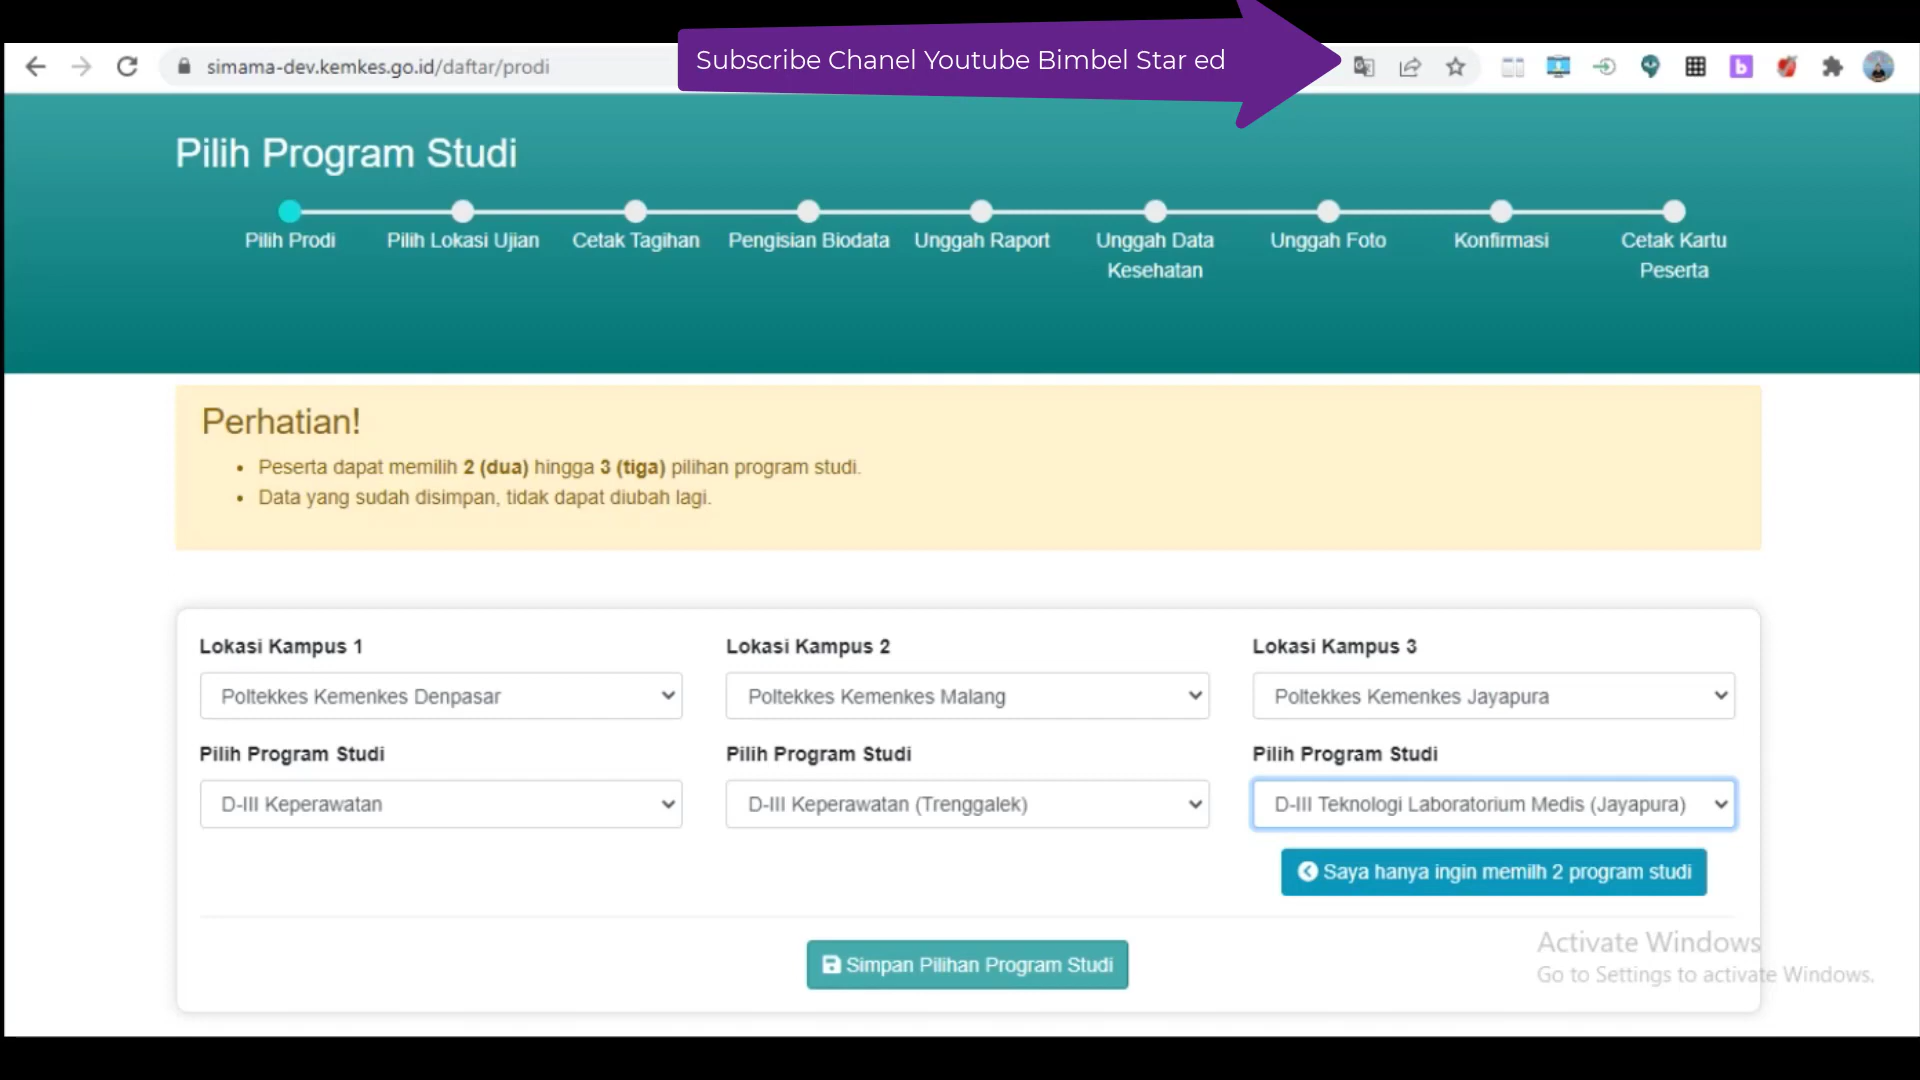 Subscribe Chanel Youtube Bimbel Star ed
simama-dev.kemkes.go.id/daftar/prodi
b
Pilih Program Studi
Pilih Prodi
Pilih Lokasi Ujian
Cetak Tagihan
Pengisian Biodata
Unggah Raport
Unggah Data
Kesehatan
Unggah Foto
Konfirmasi
Cetak Kartu
Peserta
Perhatian!
• Peserta dapat memilih 2 (dua) hingga 3 (tiga) pilihan program studi.
• Data yang sudah disimpan, tidak dapat diubah lagi.
Lokasi Kampus 1
Poltekkes Kemenkes Denpasar
Pilih Program Studi
D-III Keperawatan
Lokasi Kampus 2
Poltekkes Kemenkes Malang
Pilih Program Studi
D-III Keperawatan (Trenggalek)
Lokasi Kampus 3
Poltekkes Kemenkes Jayapura
Pilih Program Studi
D-III Teknologi Laboratorium Medis (Jayapura)
Saya hanya ingin memilh 2 program studi
Simpan Pilihan Program Studi
Activate Windows
Go to Settings to activate Windows.